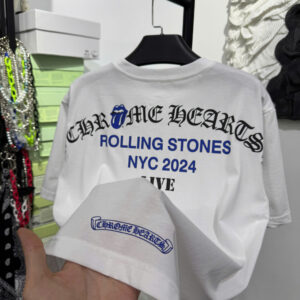 CHROME HEARTS
ROLLING STONES
NYC 2024
LIVE
CHROME HEARTS